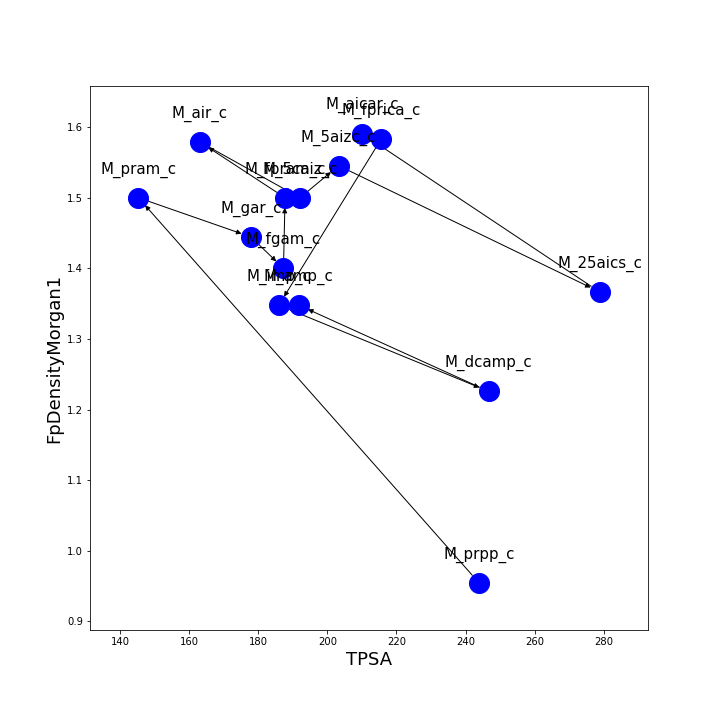 M_aicar_c
M_fprica_c
M_air_c
M_5aizc_c
M_pram_c
M_gar_c
M_fgam_c
M_25aics_c
M_dcamp_c
M_prpp_c
1.6
1.5
1.4
1.3
1.2
1.1
1.0
0.9
FpDensityMorgan1
140 160 180 200 220 240 260 280
TPSA